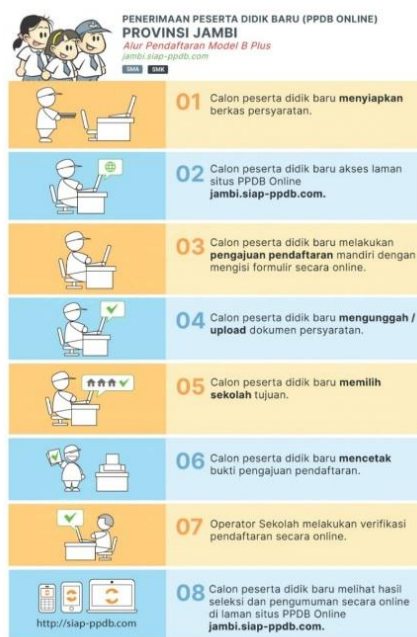 PENERIMAAN PESERTA DIDIK BARU (PPDB ONLINE)
PROVINSI JAMBI
Alur Pendaftaran Model B Plus
jambi.siap-ppdb.com
SMA SMK
01 Calon peserta didik baru menyiapkan
berkas persyaratan.
02 Calon peserta didik baru akses laman
situs PPDB Online
jambi.siap-ppdb.com.
03 Calon peserta didik baru melakukan
pengajuan pendaftaran mandiri dengan
mengisi formulir secara online.
04 Calon peserta didik baru mengunggah /
upload dokumen persyaratan.
05 Calon peserta didik baru memilih
sekolah tujuan.
06 Calon peserta didik baru mencetak
bukti pengajuan pendaftaran.
07 Operator Sekolah melakukan verifikasi
pendaftaran secara online.
http://siap-ppdb.com
08 Calon peserta didik baru melihat hasil
seleksi dan pengumuman secara online
di laman situs PPDB Online
jambi.siap-ppdb.com.